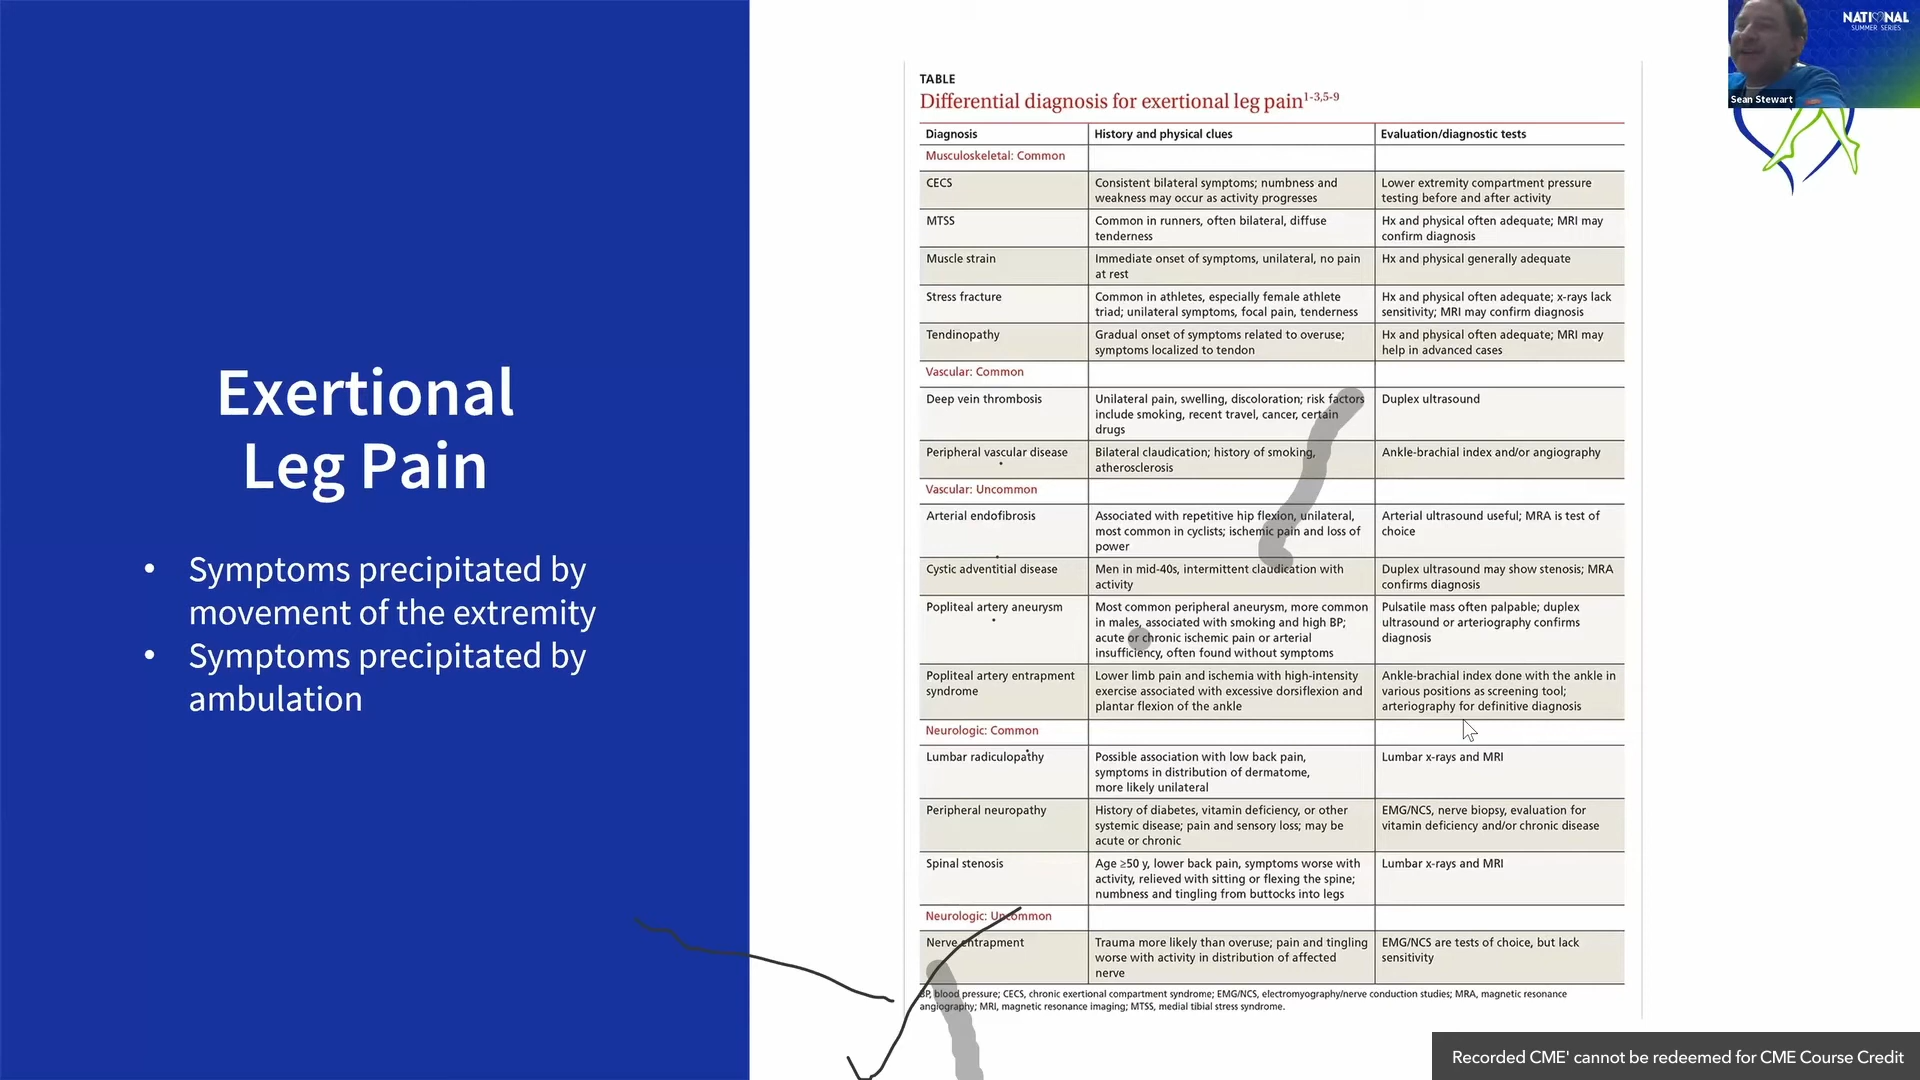 Exertional
Leg Pain
• Symptoms precipitated by
movement of the extremity
• Symptoms precipitated by
ambulation
TABLE
Differential diagnosis for exertional leg pain1-3,5-9
Diagnosis History and physical clues Evaluation/diagnostic tests
Musculoskeletal: Common
CECS
Consistent bilateral symptoms; numbness and
weakness may occur as activity progresses
Lower extremity compartment pressure
testing before and after activity
MTSS
Common in runners, often bilateral, diffuse
tenderness
Hx and physical often adequate; MRI may
confirm diagnosis
Muscle strain
Immediate onset of symptoms, unilateral, no pain
at rest
Hx and physical generally adequate
Stress fracture
Common in athletes, especially female athlete
triad; unilateral symptoms, focal pain, tenderness
Hx and physical often adequate; x-rays lack
sensitivity; MRI may confirm diagnosis
Tendinopathy
Gradual onset of symptoms related to overuse;
symptoms localized to tendon
Hx and physical often adequate; MRI may
help in advanced cases
Vascular: Common
Deep vein thrombosis
Unilateral pain, swelling, discoloration; risk factors
include smoking, recent travel, cancer, certain
drugs
Duplex ultrasound
Peripheral vascular disease
Bilateral claudication; history of smoking,
atherosclerosis
Ankle-brachial index and/or angiography
Vascular: Uncommon
Arterial endofibrosis
Associated with repetitive hip flexion, unilateral,
most common in cyclists; ischemic pain and loss of
power
Arterial ultrasound useful; MRA is test of
choice
Cystic adventitial disease
Men in mid-40s, intermittent claudication with
activity
Duplex ultrasound may show stenosis; MRA
confirms diagnosis
Popliteal artery aneurysm
Most common peripheral aneurysm, more common
in males, associated with smoking and high BP;
acute or chronic ischemic pain or arterial
insufficiency, often found without symptoms
Pulsatile mass often palpable; duplex
ultrasound or arteriography confirms
diagnosis
Popliteal artery entrapment
syndrome
Lower limb pain and ischemia with high-intensity
exercise associated with excessive dorsiflexion and
plantar flexion of the ankle
Ankle-brachial index done with the ankle in
various positions as screening tool;
arteriography for definitive diagnosis
Neurologic: Common
Lumbar radiculopathy
Possible association with low back pain,
symptoms in distribution of dermatome,
more likely unilateral
Lumbar x-rays and MRI
Peripheral neuropathy
History of diabetes, vitamin deficiency, or other
systemic disease; pain and sensory loss; may be
acute or chronic
EMG/NCS, nerve biopsy, evaluation for
vitamin deficiency and/or chronic disease
Spinal stenosis
Age ≥50 y, lower back pain, symptoms worse with
activity, relieved with sitting or flexing the spine;
numbness and tingling from buttocks into legs
Lumbar x-rays and MRI
Neurologic: Uncommon
Nerve entrapment
Trauma more likely than overuse; pain and tingling
worse with activity in distribution of affected
nerve
EMG/NCS are tests of choice, but lack
sensitivity
BP, blood pressure; CECS, chronic exertional compartment syndrome; EMG/NCS, electromyography/nerve conduction studies; MRA, magnetic resonance
angiography; MRI, magnetic resonance imaging; MTSS, medial tibial stress syndrome.
NATIONAL
SUMMER SERIES
Sean Stewart
Recorded CME' cannot be redeemed for CME Course Credit